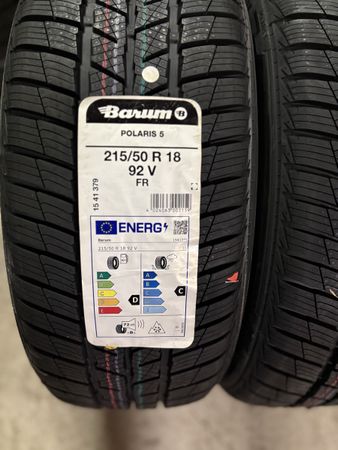 Barum B
POLARIS 5
215/50 R 18
92 V
FR
15 41 379
ENERG
Barum
215/50 R 18 92 V
A
B
C
D
E
D
A
B
C
D
E
C